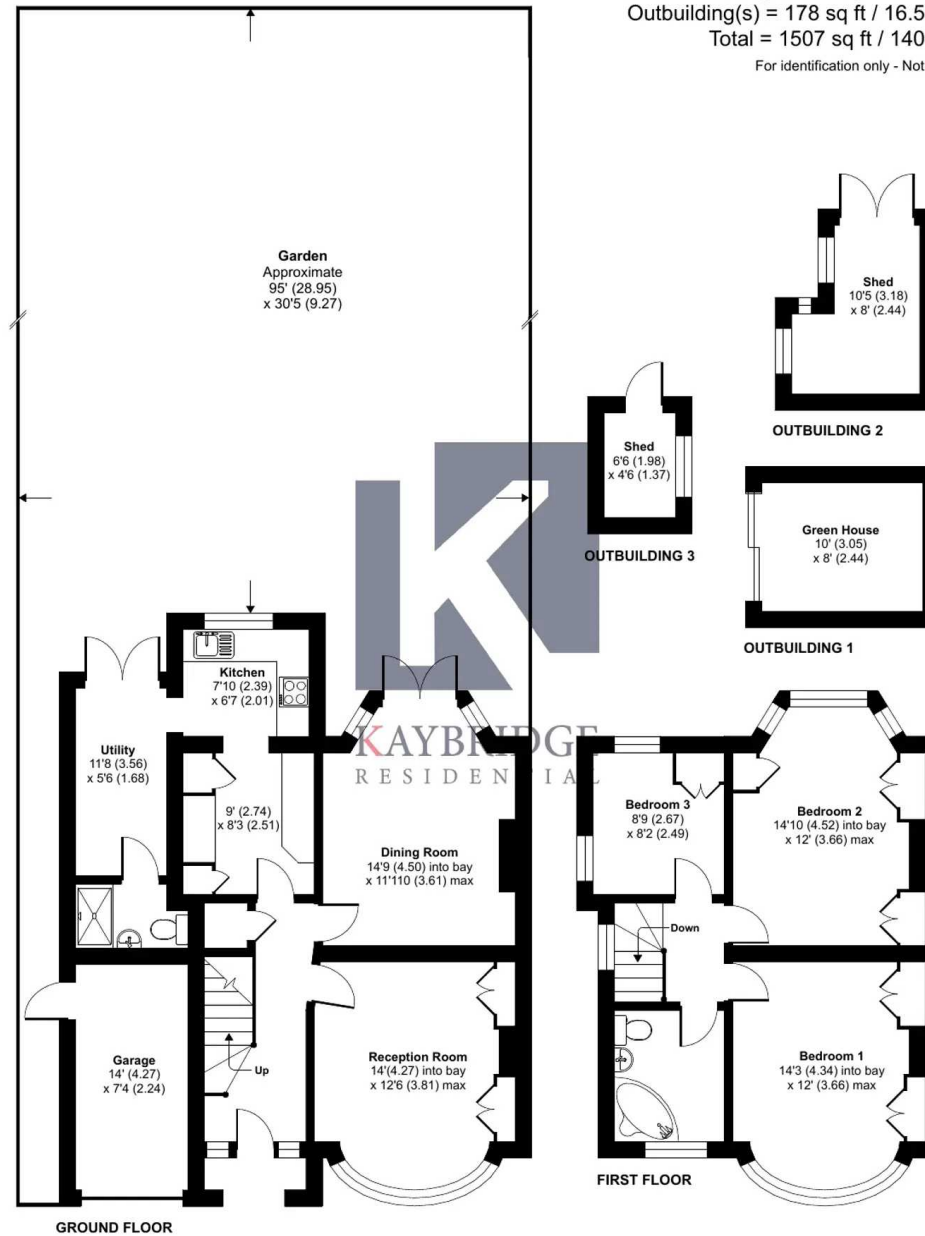 Outbuilding(s) = 178 sq ft / 16.5
Total = 1507 sq ft / 140
For identification only - Not
Garden
Approximate
95' (28.95)
x 30'5 (9.27)
Shed
10'5 (3.18)
x 8' (2.44)
OUTBUILDING 2
Shed
6'6 (1.98)
x 4'6 (1.37)
OUTBUILDING 3
Green House
10' (3.05)
x 8' (2.44)
OUTBUILDING 1
K
KAYBRIDGE
RESIDENTIAL
Kitchen
7'10 (2.39)
x 6'7 (2.01)
Utility
11'8 (3.56)
x 5'6 (1.68)
9' (2.74)
x 8'3 (2.51)
Dining Room
14'9 (4.50) into bay
x 11'110 (3.61) max
Garage
14' (4.27)
x 7'4 (2.24)
Up
Reception Room
14'(4.27) into bay
x 12'6 (3.81) max
GROUND FLOOR
Bedroom 3
8'9 (2.67)
x 8'2 (2.49)
Bedroom 2
14'10 (4.52) into bay
x 12' (3.66) max
Down
Bedroom 1
14'3 (4.34) into bay
x 12' (3.66) max
FIRST FLOOR